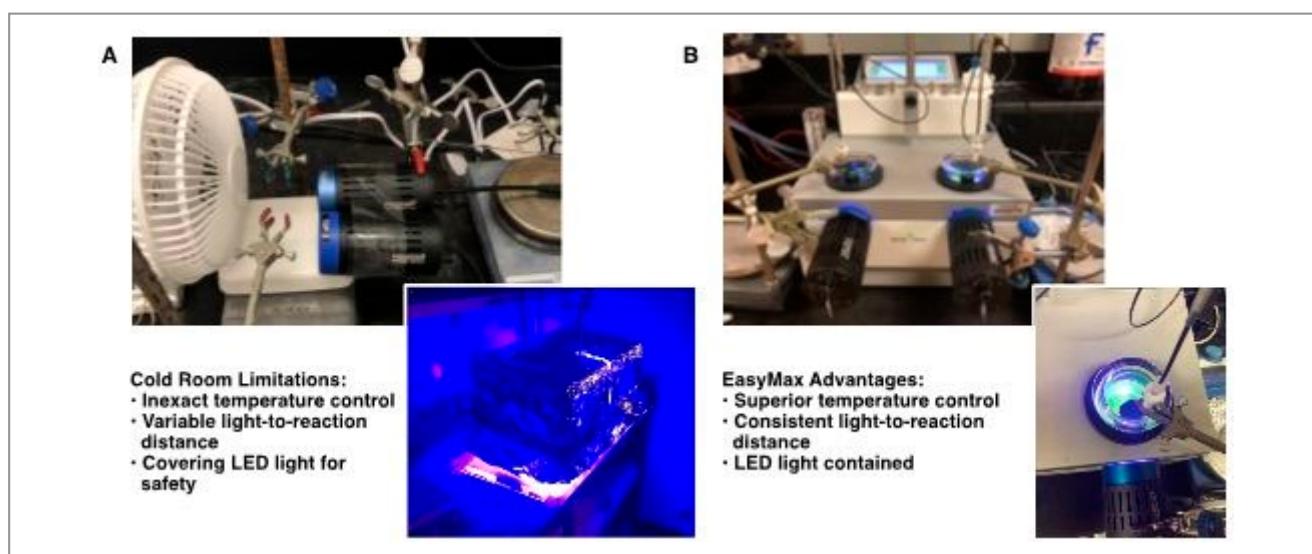 A
B
Cold Room Limitations:
• Inexact temperature control
• Variable light-to-reaction
distance
• Covering LED light for
safety
EasyMax Advantages:
• Superior temperature control
• Consistent light-to-reaction
distance
• LED light contained